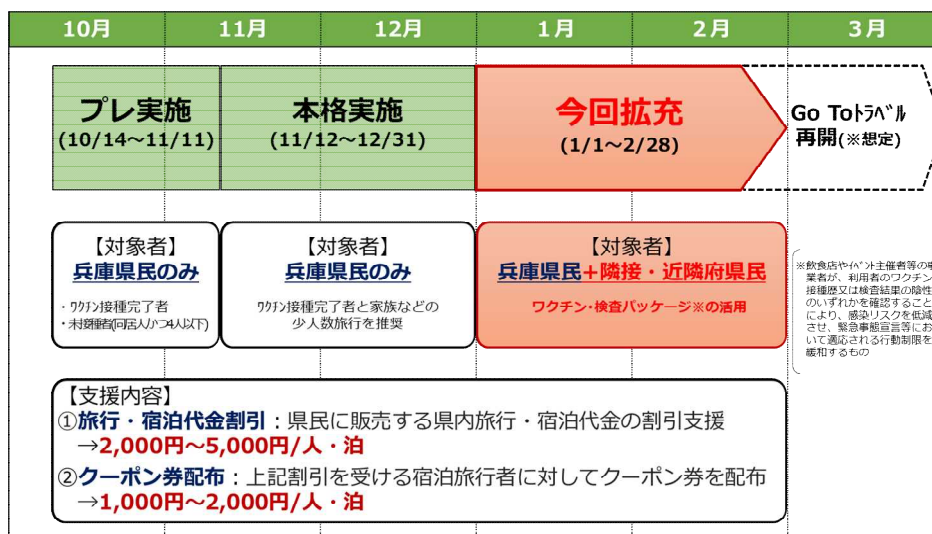 10月 11月 12月 1月 2月 3月
プレ実施
(10/14～11/11)
本格実施
(11/12～12/31)
今回拡充
(1/1～2/28)
Go Toトラベル
再開(※想定)
【対象者】
兵庫県民のみ
・ワクチン接種完了者
・未接種者(同居人かつ4人以下)
【対象者】
兵庫県民のみ
ワクチン接種完了者と家族などの
少人数旅行を推奨
【対象者】
兵庫県民+隣接・近隣府県民
ワクチン・検査パッケージ※の活用
※飲食店やイベント主催者等の事
業者が、利用者のワクチン
接種歴又は検査結果の陰性
のいずれかを確認すること
により、感染リスクを低減
させ、緊急事態宣言等にお
いて適応される行動制限を
緩和するもの
【支援内容】
①旅行・宿泊代金割引：県民に販売する県内旅行・宿泊代金の割引支援
→2,000円～5,000円/人・泊
②クーポン券配布：上記割引を受ける宿泊旅行者に対してクーポン券を配布
→1,000円～2,000円/人・泊